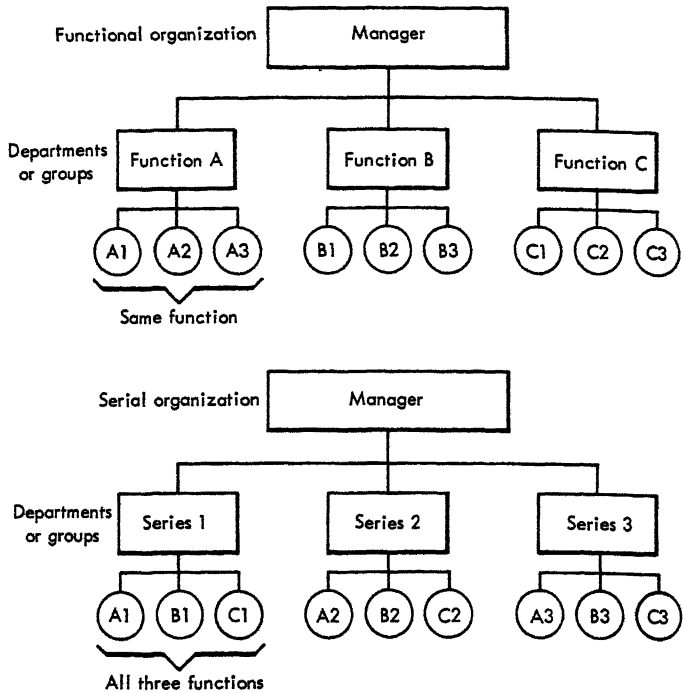 Functional organization
Manager
Departments
or groups
Function A
Function B
Function C
A1 A2 A3 B1 B2 B3 C1 C2 C3
Same function
Serial organization
Manager
Departments
or groups
Series 1
Series 2
Series 3
A1 B1 C1 A2 B2 C2 A3 B3 C3
All three functions